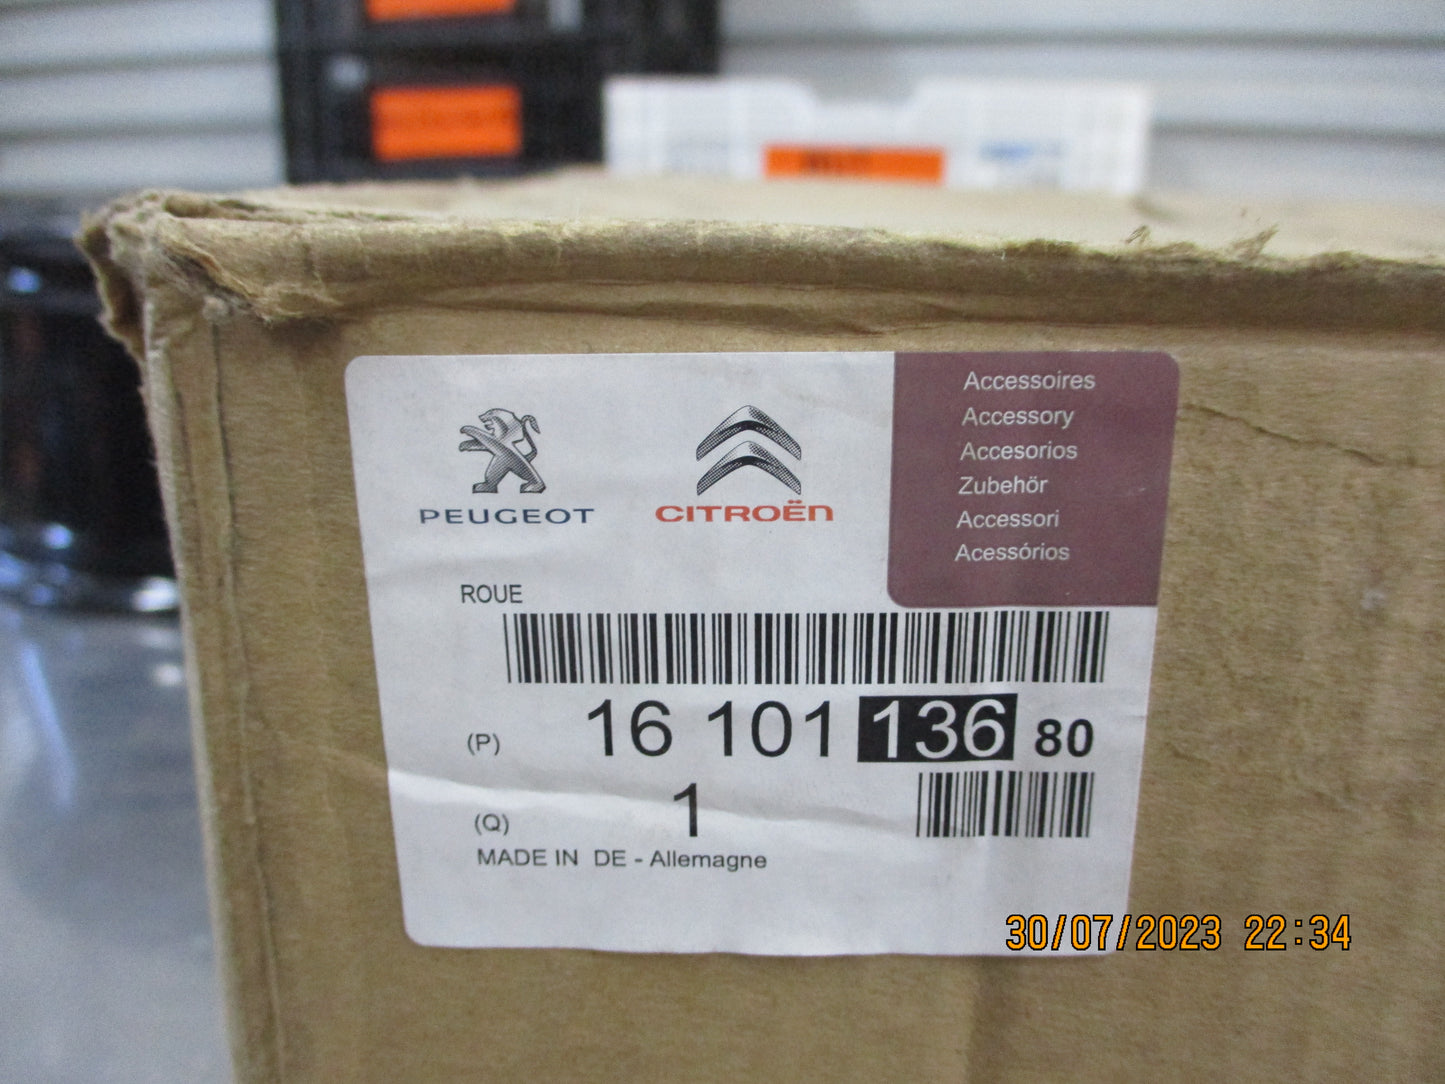 PEUGEOT
CITROËN
Accessoires
Accessory
Accesorios
Zubehör
Accessori
Acessórios
ROUE
(P) 16 101 136 80
(Q) 1
MADE IN DE - Allemagne
30/07/2023 22:34